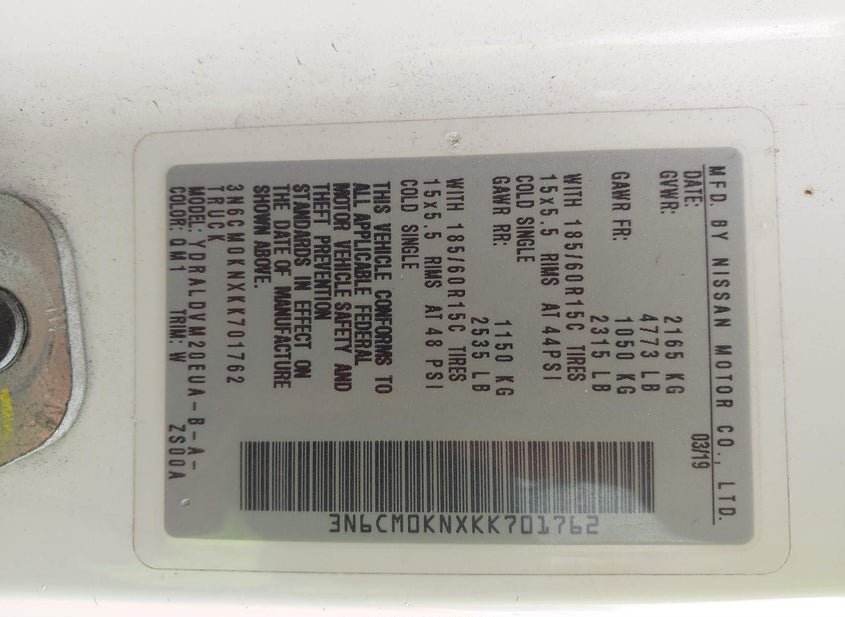 MFD. BY NISSAN MOTOR CO., LTD.
DATE: 03/19
GVWR: 2165 KG
4773 LB
GAWR FR: 1050 KG
2315 LB
WITH 185/60R15C TIRES
15x5.5 RIMS AT 44PSI
COLD SINGLE
GAWR RR: 1150 KG
2535 LB
WITH 185/60R15C TIRES
15x5.5 RIMS AT 48 PSI
COLD SINGLE
THIS VEHICLE CONFORMS TO
ALL APPLICABLE FEDERAL
MOTOR VEHICLE SAFETY AND
THEFT PREVENTION
STANDARDS IN EFFECT ON
THE DATE OF MANUFACTURE
SHOWN ABOVE.
3N6CM0KNXKK701762
TRUCK
MODEL: YDRALDVM20EUA-B-A-
COLOR: QM1 TRIM: W ZS00A
3N6CM0KNXKK701762